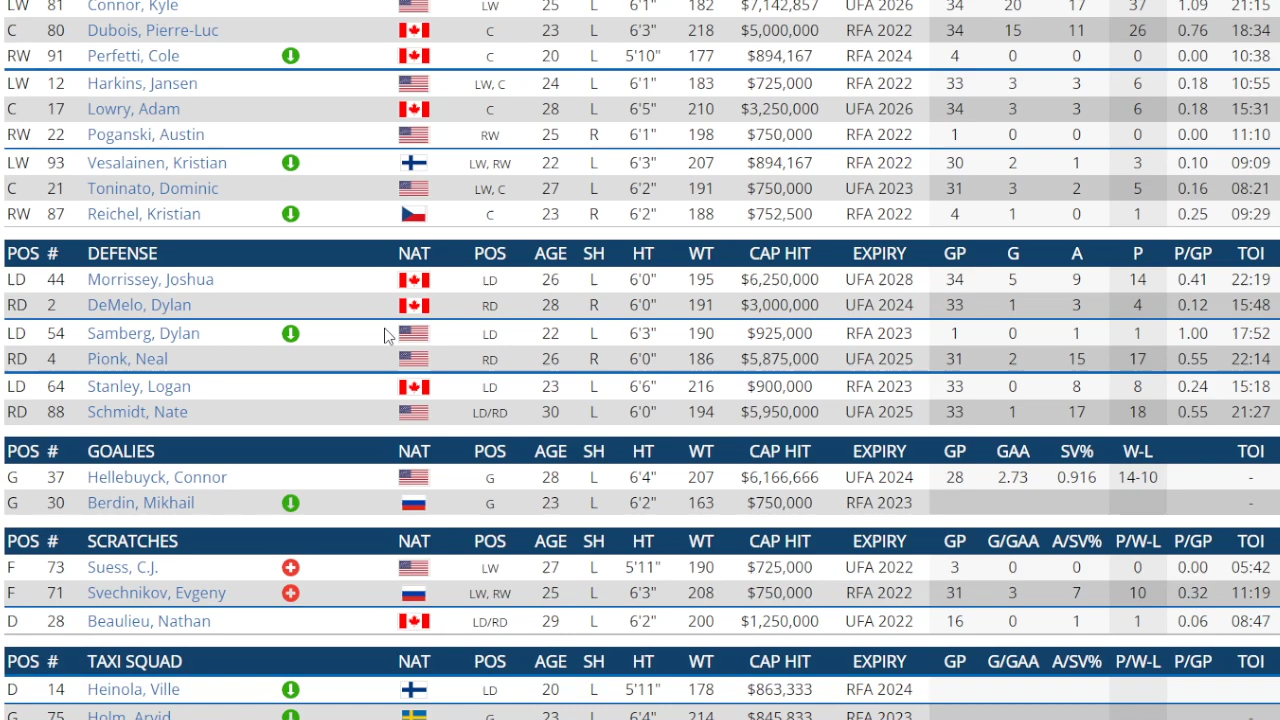 LW 81 Connor, Kyle LW 25 L 6'1" 182 $7,142,857 UFA 2026 34 20 17 37 1.09 21:15
C 80 Dubois, Pierre-Luc C 23 L 6'3" 218 $5,000,000 RFA 2022 34 15 11 26 0.76 18:34
RW 91 Perfetti, Cole C 20 L 5'10" 177 $894,167 RFA 2024 4 0 0 0 0.00 10:38
LW 12 Harkins, Jansen LW, C 24 L 6'1" 183 $725,000 RFA 2022 33 3 3 6 0.18 10:55
C 17 Lowry, Adam C 28 L 6'5" 210 $3,250,000 UFA 2026 34 3 3 6 0.18 15:31
RW 22 Poganski, Austin RW 25 R 6'1" 198 $750,000 RFA 2022 1 0 0 0 0.00
LW 93 Vesalainen, Kristian LW, RW 22 L 6'3" 207 $894,167 RFA 2022 30 2 1 3 0.10 09:03
C 21 Toninato, Dominic LW, C 27 L 6'2" 191 $750,000 RFA 2023 31 3 2 5 0.16
RW 87 Reichel, Kristian C 23 R 6'2" 188 $752,500 RFA 2022 4 1 0 1 0.25 09:29
POS # DEFENSE NAT POS AGE SH HT WT CAP HIT EXPIRY GP G A P P/GP TOI
LD 44 Morrissey, Joshua LD 26 L 6'0" 195 $6,250,000 UFA 2028 34 5 9 14 0.41 22:19
RD 2 DeMelo, Dylan RD 28 R 6'0" 191 $3,000,000 UFA 2024 33 1 3 4 0.12 15:48
LD 54 Samberg, Dylan LD 22 L 6'3" 190 $925,000 RFA 2023 1 0 1 1 1.00
RD 4 Pionk, Neal RD 26 R 6'0" 186 $5,875,000 UFA 2025 31 2 15 17 0.55
LD 64 Stanley, Logan LD 23 L 6'6" 216 $900,000 RFA 2023 33 0 8 8 0.24 15:18
RD 88 Schmidt, Nate LD/RD 30 L 6'0" 194 $5,950,000 UFA 2025 33 1 17 18 0.55
POS # GOALIES NAT POS AGE SH HT WT CAP HIT EXPIRY GP GAA SV% W-L TOI
G 37 Hellebuyck, Connor G 28 L 6'4" 207 $6,166,666 UFA 2024 28 2.73 0.916 14-10 -
G 30 Berdin, Mikhail G 23 L 6'2" 163 $750,000 RFA 2023 -
POS # SCRATCHES NAT POS AGE SH HT WT CAP HIT EXPIRY GP G/GAA A/SV% P/W-L P/GP TOI
F 73 Suess, C.J. LW 27 L 5'11" 190 $725,000 UFA 2022 3 0 0 0 0.00 05:42
F 71 Svechnikov, Evgeny LW, RW 25 L 6'3" 208 $750,000 RFA 2022 31 3 7 10 0.32 11:19
D 28 Beaulieu, Nathan LD/RD 29 L 6'2" 200 $1,250,000 UFA 2022 16 0 1 1 0.06 08:47
POS # TAXI SQUAD NAT POS AGE SH HT WT CAP HIT EXPIRY GP G/GAA A/SV% P/W-L P/GP TOI
D 14 Heinola, Ville LD 20 L 5'11" 178 $863,333 RFA 2024
G 75 Holm, Arvid G 23 L 6'4" 214 $845,833 RFA 2023 -